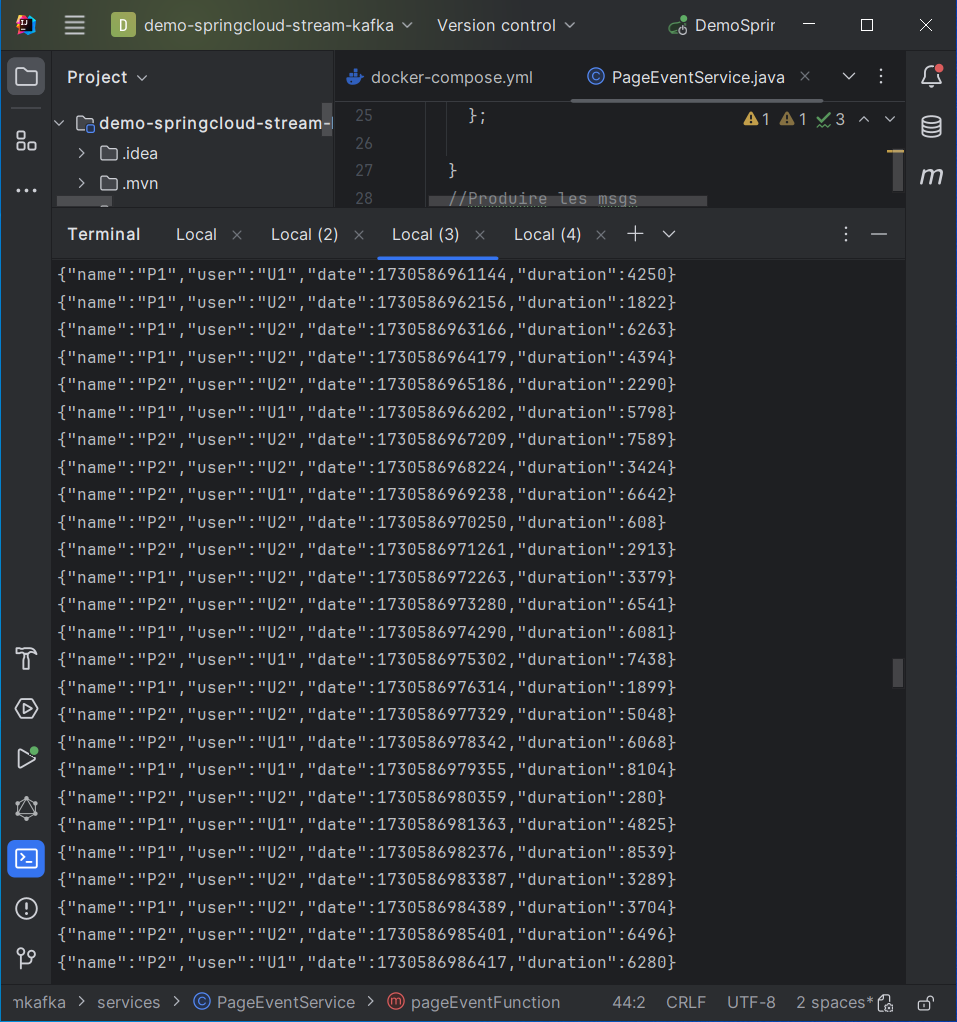 D demo-springcloud-stream-kafka Version control DemoSprir
Project docker-compose.yml PageEventService.java
demo-springcloud-stream-
.idea
.mvn
25 };
26
27 }
28 //Produire les msgs
1 1 3
m
Terminal Local Local (2) Local (3) Local (4)
{"name":"P1","user":"U1","date":1730586961144,"duration":4250}
{"name":"P1","user":"U2","date":1730586962156,"duration":1822}
{"name":"P1","user":"U2","date":1730586963166,"duration":6263}
{"name":"P1","user":"U2","date":1730586964179,"duration":4394}
{"name":"P2","user":"U2","date":1730586965186,"duration":2290}
{"name":"P1","user":"U1","date":1730586966202,"duration":5798}
{"name":"P2","user":"U2","date":1730586967209,"duration":7589}
{"name":"P2","user":"U2","date":1730586968224,"duration":3424}
{"name":"P2","user":"U1","date":1730586969238,"duration":6642}
{"name":"P2","user":"U2","date":1730586970250,"duration":608}
{"name":"P2","user":"U2","date":1730586971261,"duration":2913}
{"name":"P1","user":"U2","date":1730586972263,"duration":3379}
{"name":"P2","user":"U2","date":1730586973280,"duration":6541}
{"name":"P1","user":"U2","date":1730586974290,"duration":6081}
{"name":"P2","user":"U1","date":1730586975302,"duration":7438}
{"name":"P1","user":"U2","date":1730586976314,"duration":1899}
{"name":"P2","user":"U2","date":1730586977329,"duration":5048}
{"name":"P2","user":"U1","date":1730586978342,"duration":6068}
{"name":"P1","user":"U1","date":1730586979355,"duration":8104}
{"name":"P2","user":"U2","date":1730586980359,"duration":280}
{"name":"P1","user":"U1","date":1730586981363,"duration":4825}
{"name":"P1","user":"U2","date":1730586982376,"duration":8539}
{"name":"P2","user":"U2","date":1730586983387,"duration":3289}
{"name":"P1","user":"U2","date":1730586984389,"duration":3704}
{"name":"P2","user":"U2","date":1730586985401,"duration":6496}
{"name":"P2","user":"U1","date":1730586986417,"duration":6280}
mkafka > services > PageEventService > pageEventFunction 44:2 CRLF UTF-8 2 spaces*